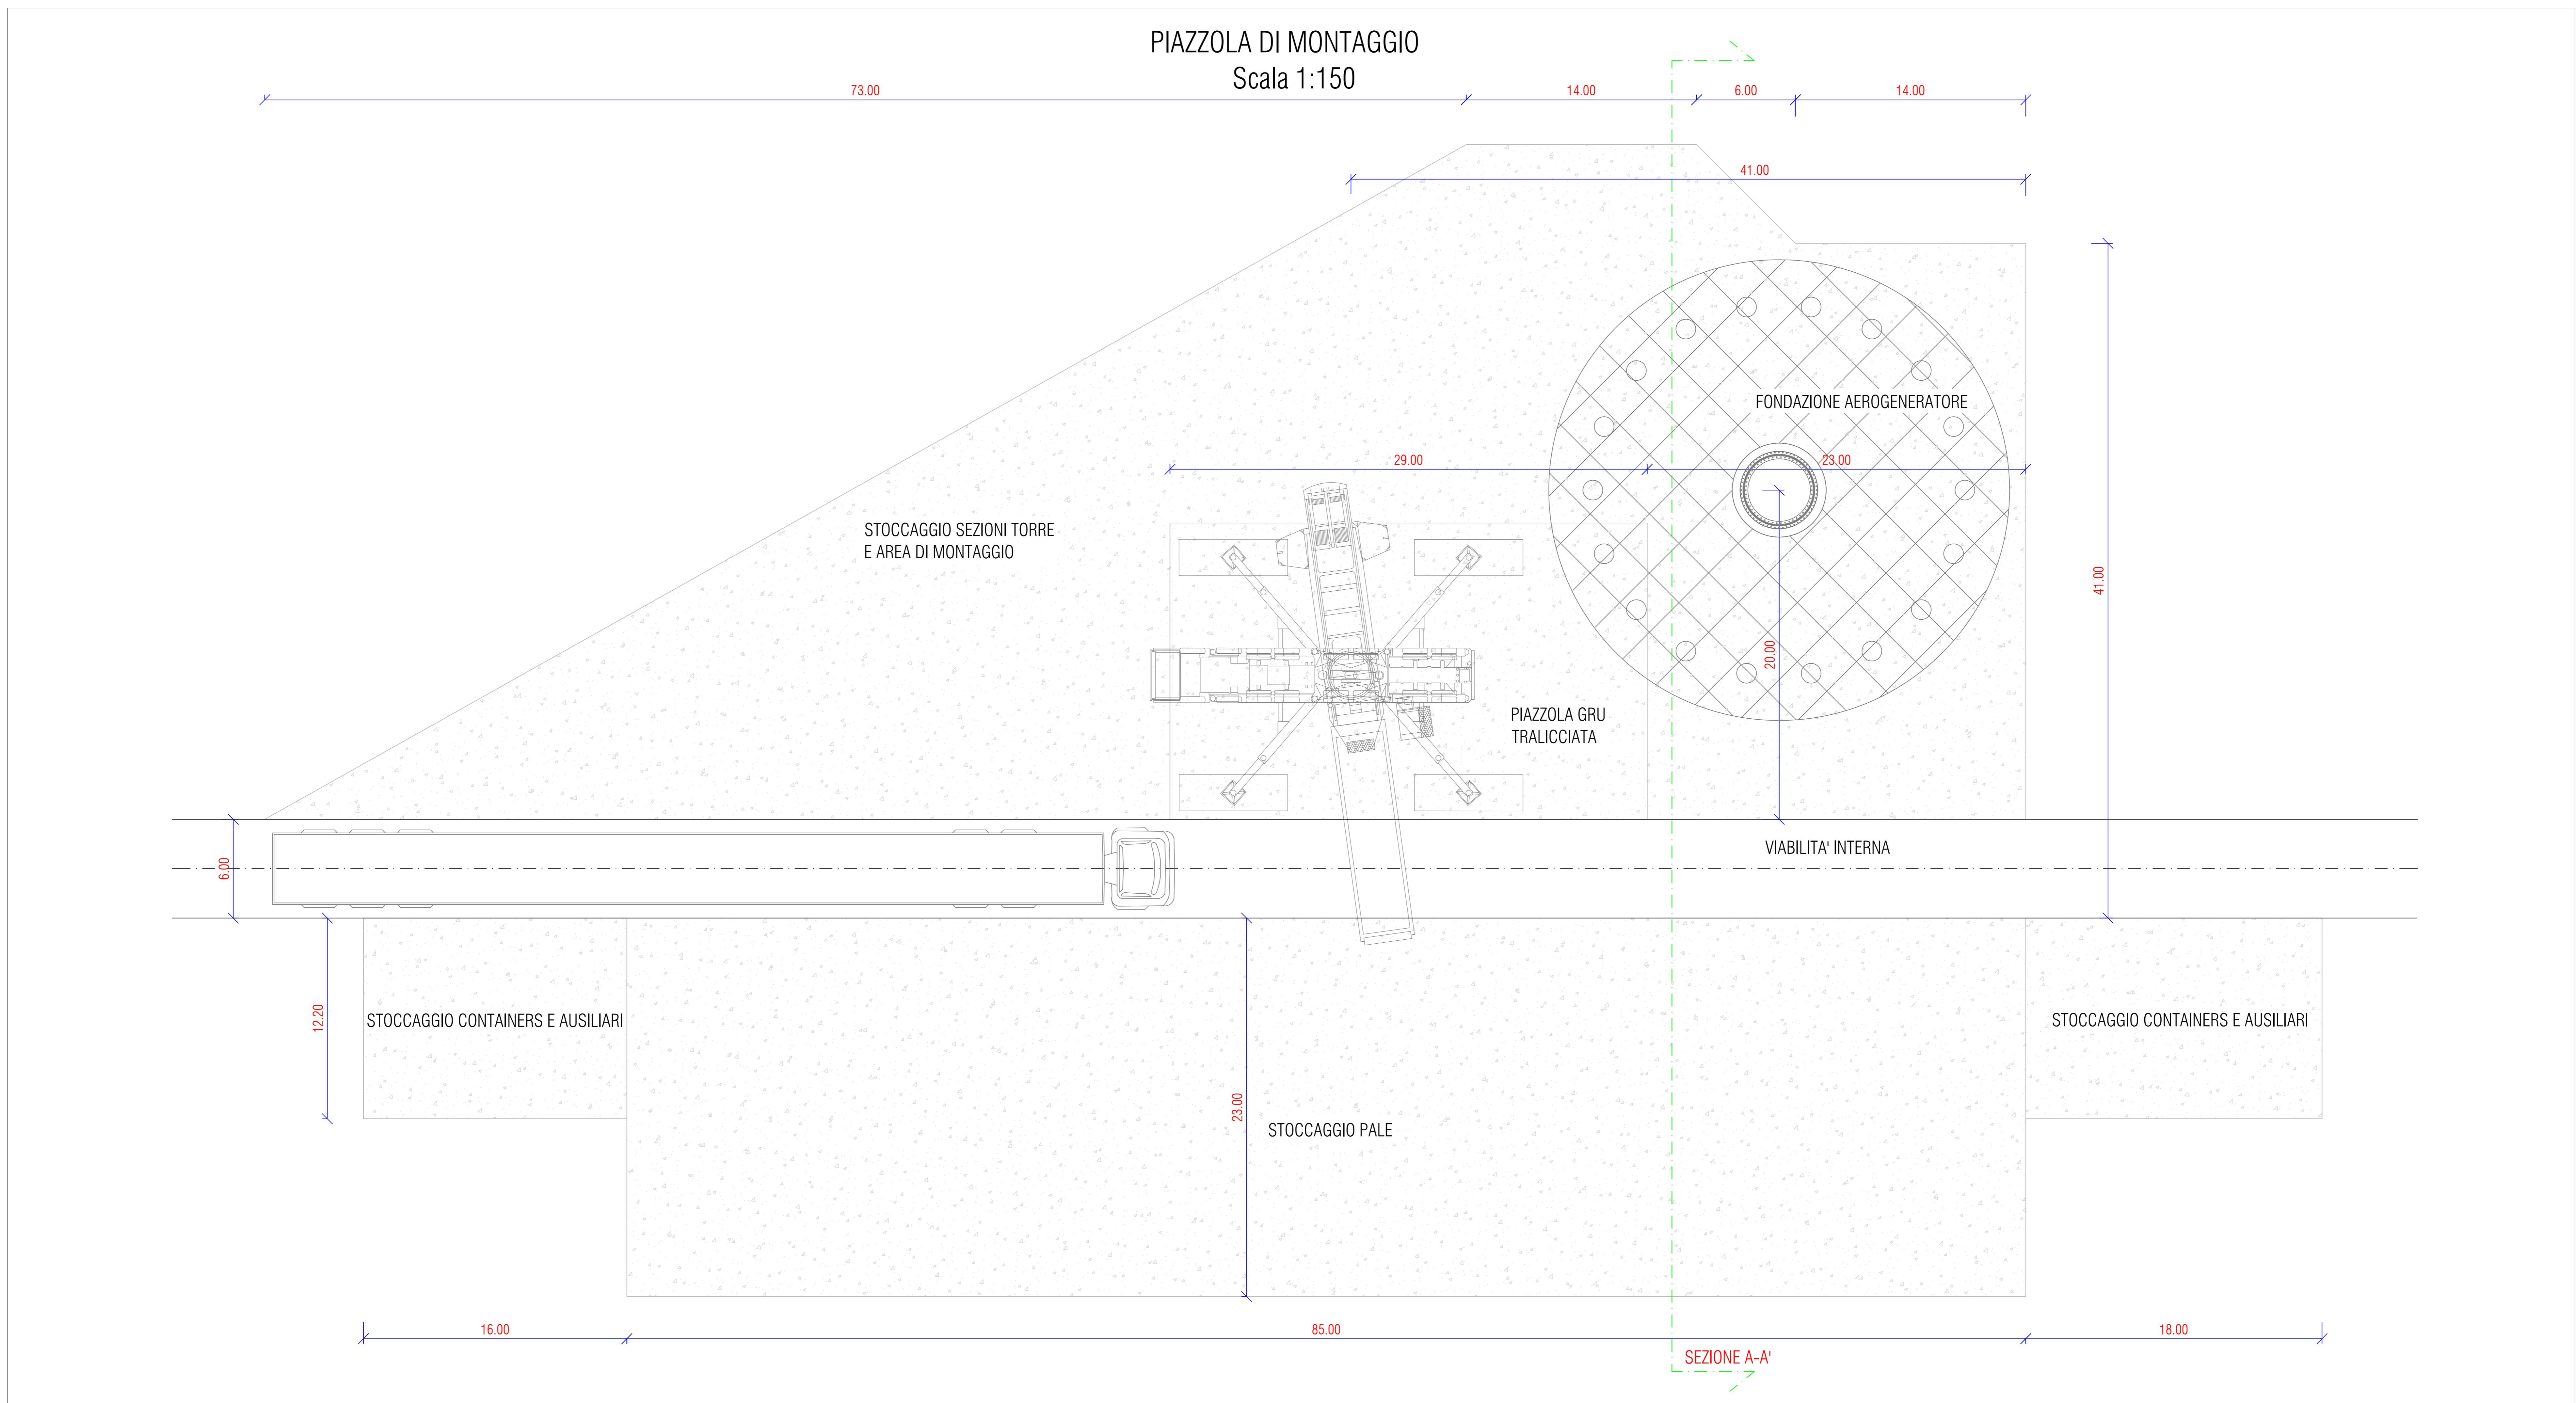 PIAZZOLA DI MONTAGGIO
Scala 1:150
73.00
14.00
6.00
14.00
41.00
FONDAZIONE AEROGENERATORE
29.00
23.00
STOCCAGGIO SEZIONI TORRE
E AREA DI MONTAGGIO
41.00
20.00
PIAZZOLA GRU
TRALICCIATA
VIABILITA' INTERNA
6.00
12.20
STOCCAGGIO CONTAINERS E AUSILIARI
STOCCAGGIO CONTAINERS E AUSILIARI
23.00
STOCCAGGIO PALE
16.00
85.00
18.00
SEZIONE A-A'